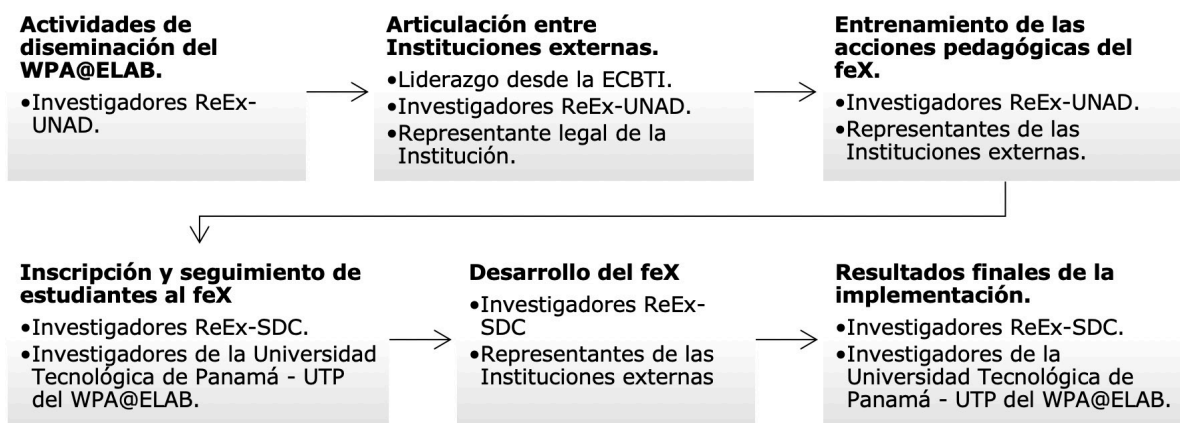 Actividades de
diseminación del
WPA@ELAB.
•Investigadores ReEx-
UNAD.
Articulación entre
Instituciones externas.
•Liderazgo desde la ECBTI.
•Investigadores ReEx-UNAD.
•Representante legal de la
Institución.
Entrenamiento de las
acciones pedagógicas del
feX.
•Investigadores ReEx-UNAD.
•Representantes de las
Instituciones externas.
Inscripción y seguimiento de
estudiantes al feX
•Investigadores ReEx-SDC.
•Investigadores de la Universidad
Tecnológica de Panamá - UTP
del WPA@ELAB.
Desarrollo del feX
•Investigadores ReEx-
SDC
•Representantes de las
Instituciones externas
Resultados finales de la
implementación.
•Investigadores ReEx-SDC.
•Investigadores de la
Universidad Tecnológica de
Panamá - UTP del WPA@ELAB.